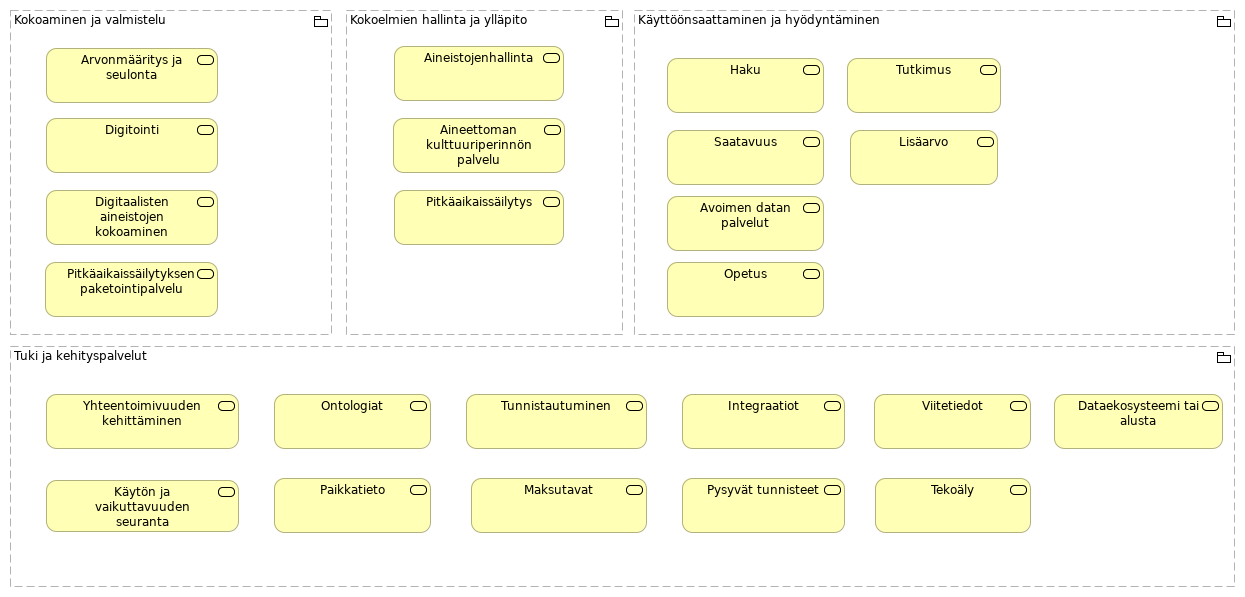 Kokoaminen ja valmistelu
Arvonmääritys ja
seulonta
Digitointi
Digitaalisten
aineistojen
kokoaminen
Pitkäaikaissäilytyksen
paketointipalvelu
Kokoelmien hallinta ja ylläpito
Aineistojenhallinta
Aineettoman
kulttuuriperinnön
palvelu
Pitkäaikaissäilytys
Käyttöönsaattaminen ja hyödyntäminen
Haku
Tutkimus
Saatavuus
Lisäarvo
Avoimen datan
palvelut
Opetus
Tuki ja kehityspalvelut
Yhteentoimivuuden
kehittäminen
Ontologiat
Tunnistautuminen
Integraatiot
Viitetiedot
Dataekosysteemi tai
alusta
Käytön ja
vaikuttavuuden
seuranta
Paikkatieto
Maksutavat
Pysyvät tunnisteet
Tekoäly